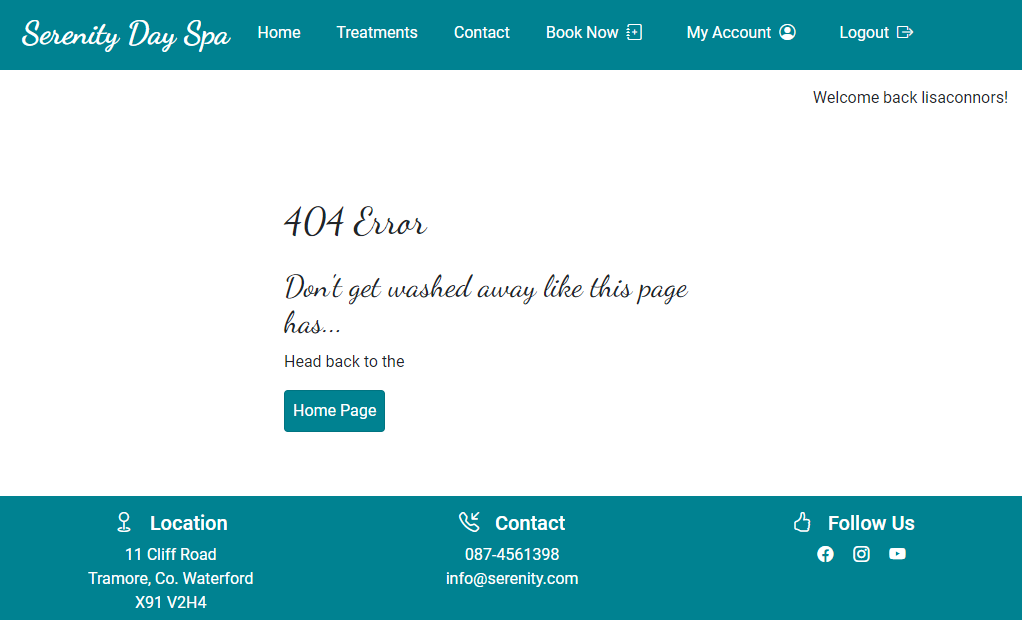 Serenity Day Spa Home Treatments Contact Book Now My Account Logout
Welcome back lisaconnors!
404 Error
Don't get washed away like this page
has...
Head back to the
Home Page
Location
11 Cliff Road
Tramore, Co. Waterford
X91 V2H4
Contact
087-4561398
info@serenity.com
Follow Us